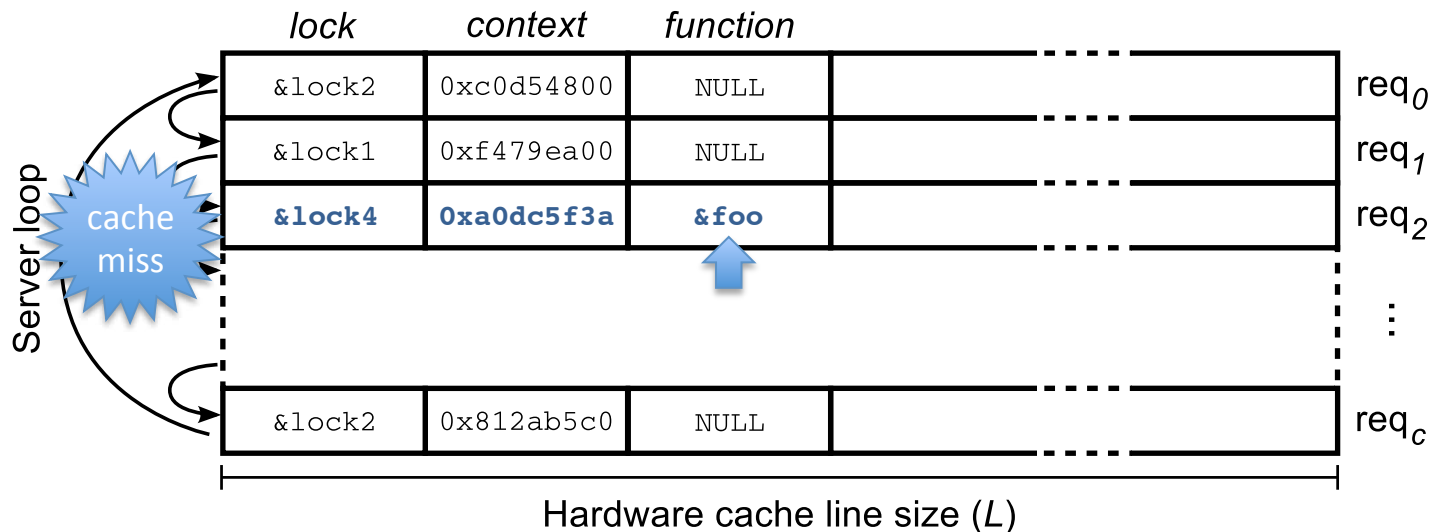 lock context function
&lock2 0xc0d54800 NULL req0
&lock1 0xf479ea00 NULL req1
&lock4 0xa0dc5f3a &foo req2
...
&lock2 0x812ab5c0 NULL reqc
Server loop
cache
miss
Hardware cache line size (L)